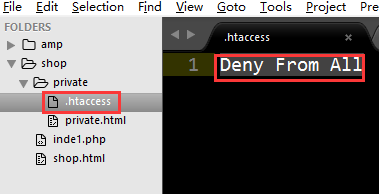 File Edit Selection Find View Goto Tools Project
FOLDERS
amp
shop
private
.htaccess
private.html
inde1.php
shop.html
.htaccess
1 Deny From All